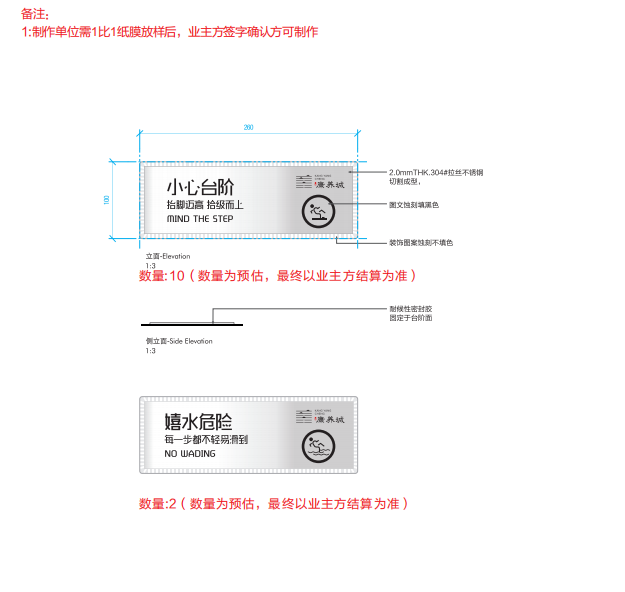 备注:
1:制作单位需1比1纸膜放样后，业主方签字确认方可制作
260
100
小心台阶
抬脚迈高 拾级而上
MIND THE STEP
康养城
2.0mmTHK.304#拉丝不锈钢
切割成型，
图文蚀刻填黑色
装饰图案蚀刻不填色
立面-Elevation
1:3
数量:10（数量为预估，最终以业主方结算为准）
耐候性密封胶
固定于台阶面
侧立面-Side Elevation
1:3
嬉水危险
每一步都不轻易滑到
NO WADING
康养城
数量:2（数量为预估，最终以业主方结算为准）